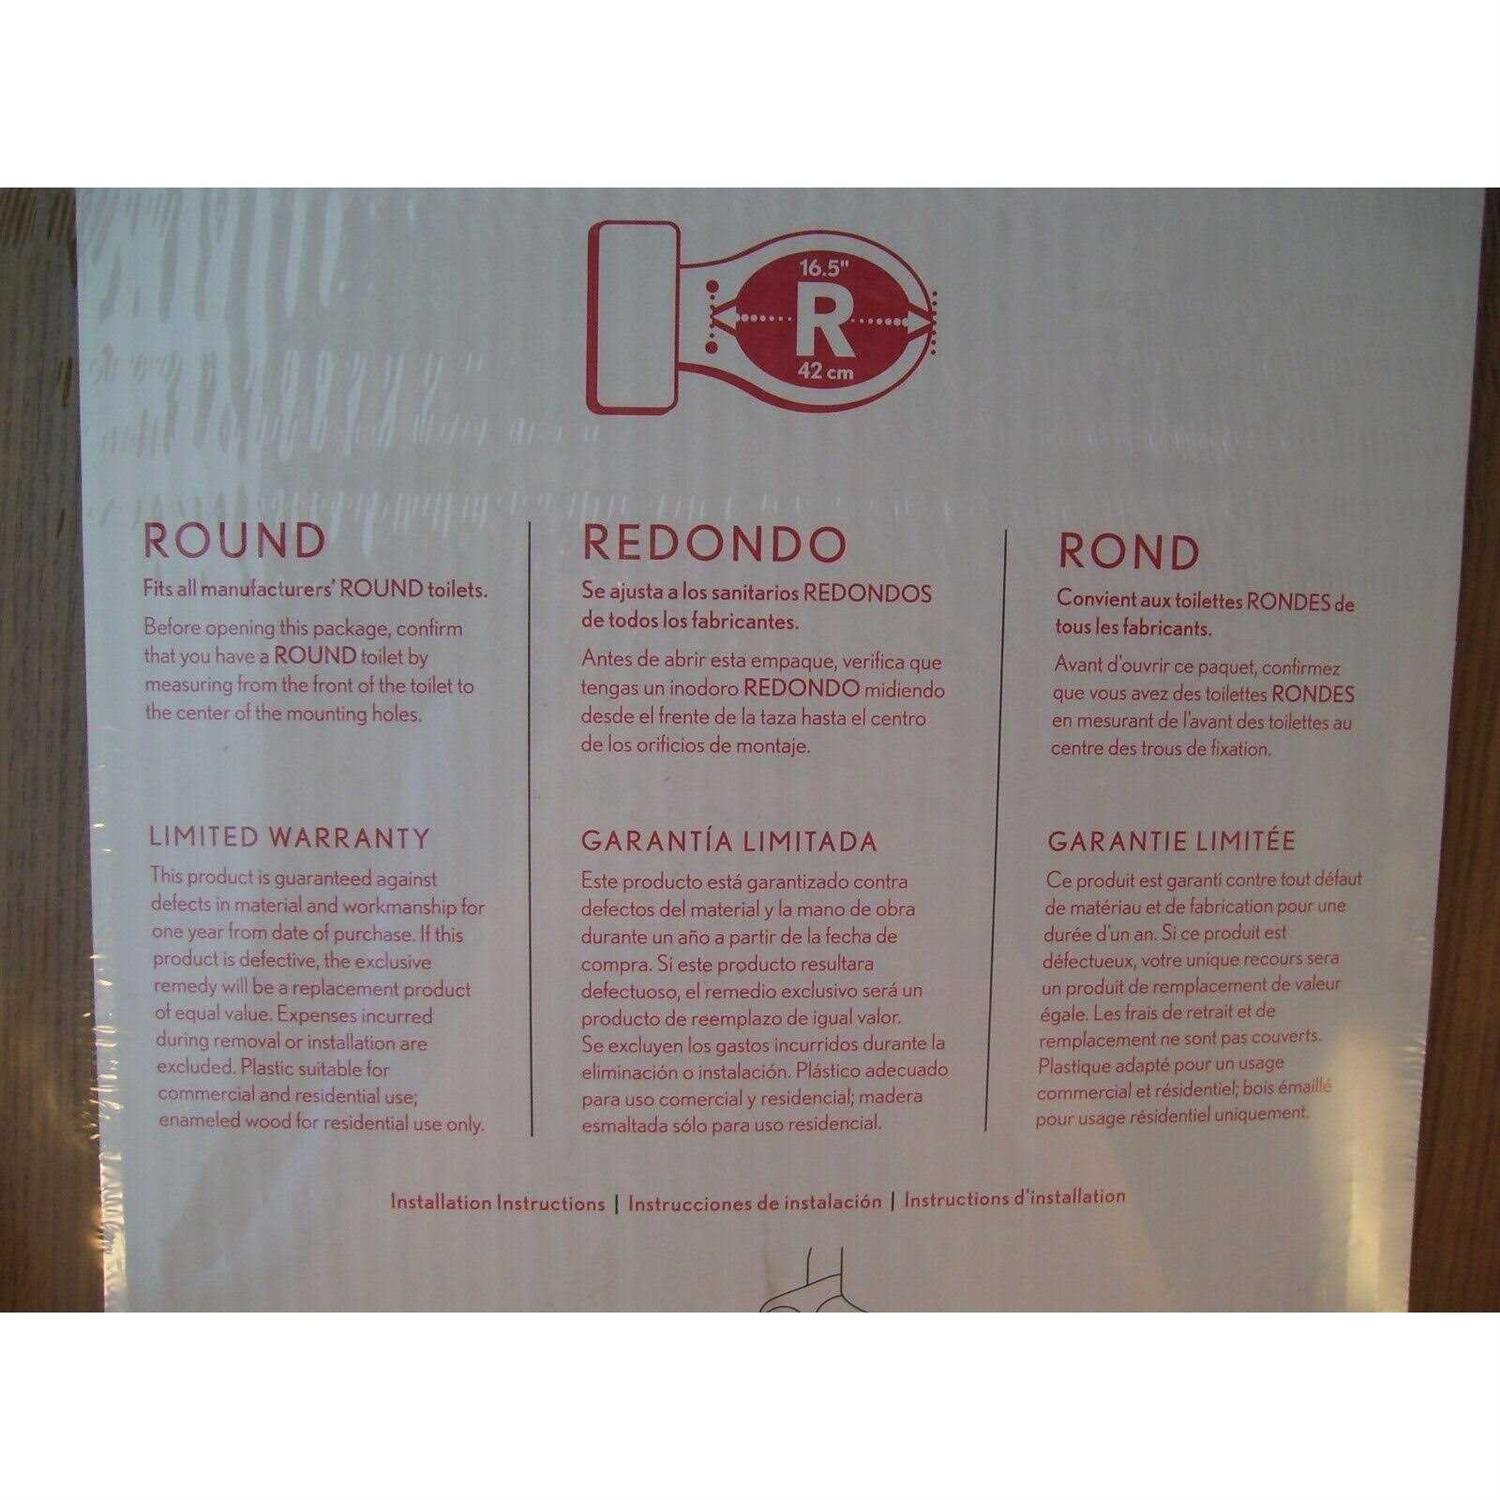 16.5"
R
42 cm
ROUND
Fits all manufacturers' ROUND toilets.
Before opening this package, confirm
that you have a ROUND toilet by
measuring from the front of the toilet to
the center of the mounting holes.
LIMITED WARRANTY
This product is guaranteed against
defects in material and workmanship for
one year from date of purchase. If this
product is defective, the exclusive
remedy will be a replacement product
of equal value. Expenses incurred
during removal or installation are
excluded. Plastic suitable for
commercial and residential use;
enameled wood for residential use only.
REDONDO
Se ajusta a los sanitarios REDONDOS
de todos los fabricantes.
Antes de abrir esta empaque, verifica que
tengas un inodoro REDONDO midiendo
desde el frente de la taza hasta el centro
de los orificios de montaje.
GARANTÍA LIMITADA
Este producto está garantizado contra
defectos del material y la mano de obra
durante un año a partir de la fecha de
compra. Si este producto resultara
defectuoso, el remedio exclusivo será un
producto de reemplazo de igual valor.
Se excluyen los gastos incurridos durante la
eliminación o instalación. Plástico adecuado
para uso comercial y residencial; madera
esmaltada sólo para uso residencial.
ROND
Convient aux toilettes RONDES de
tous les fabricants.
Avant d'ouvrir ce paquet, confirmez
que vous avez des toilettes RONDES
en mesurant de l'avant des toilettes au
centre des trous de fixation.
GARANTIE LIMITÉE
Ce produit est garanti contre tout défaut
de matériau et de fabrication pour une
durée d'un an. Si ce produit est
défectueux, votre unique recours sera
un produit de remplacement de valeur
égale. Les frais de retrait et de
remplacement ne sont pas couverts.
Plastique adapté pour un usage
commercial et résidentiel; bois émaillé
pour usage résidentiel uniquement.
Installation Instructions | Instrucciones de instalación | Instructions d'installation